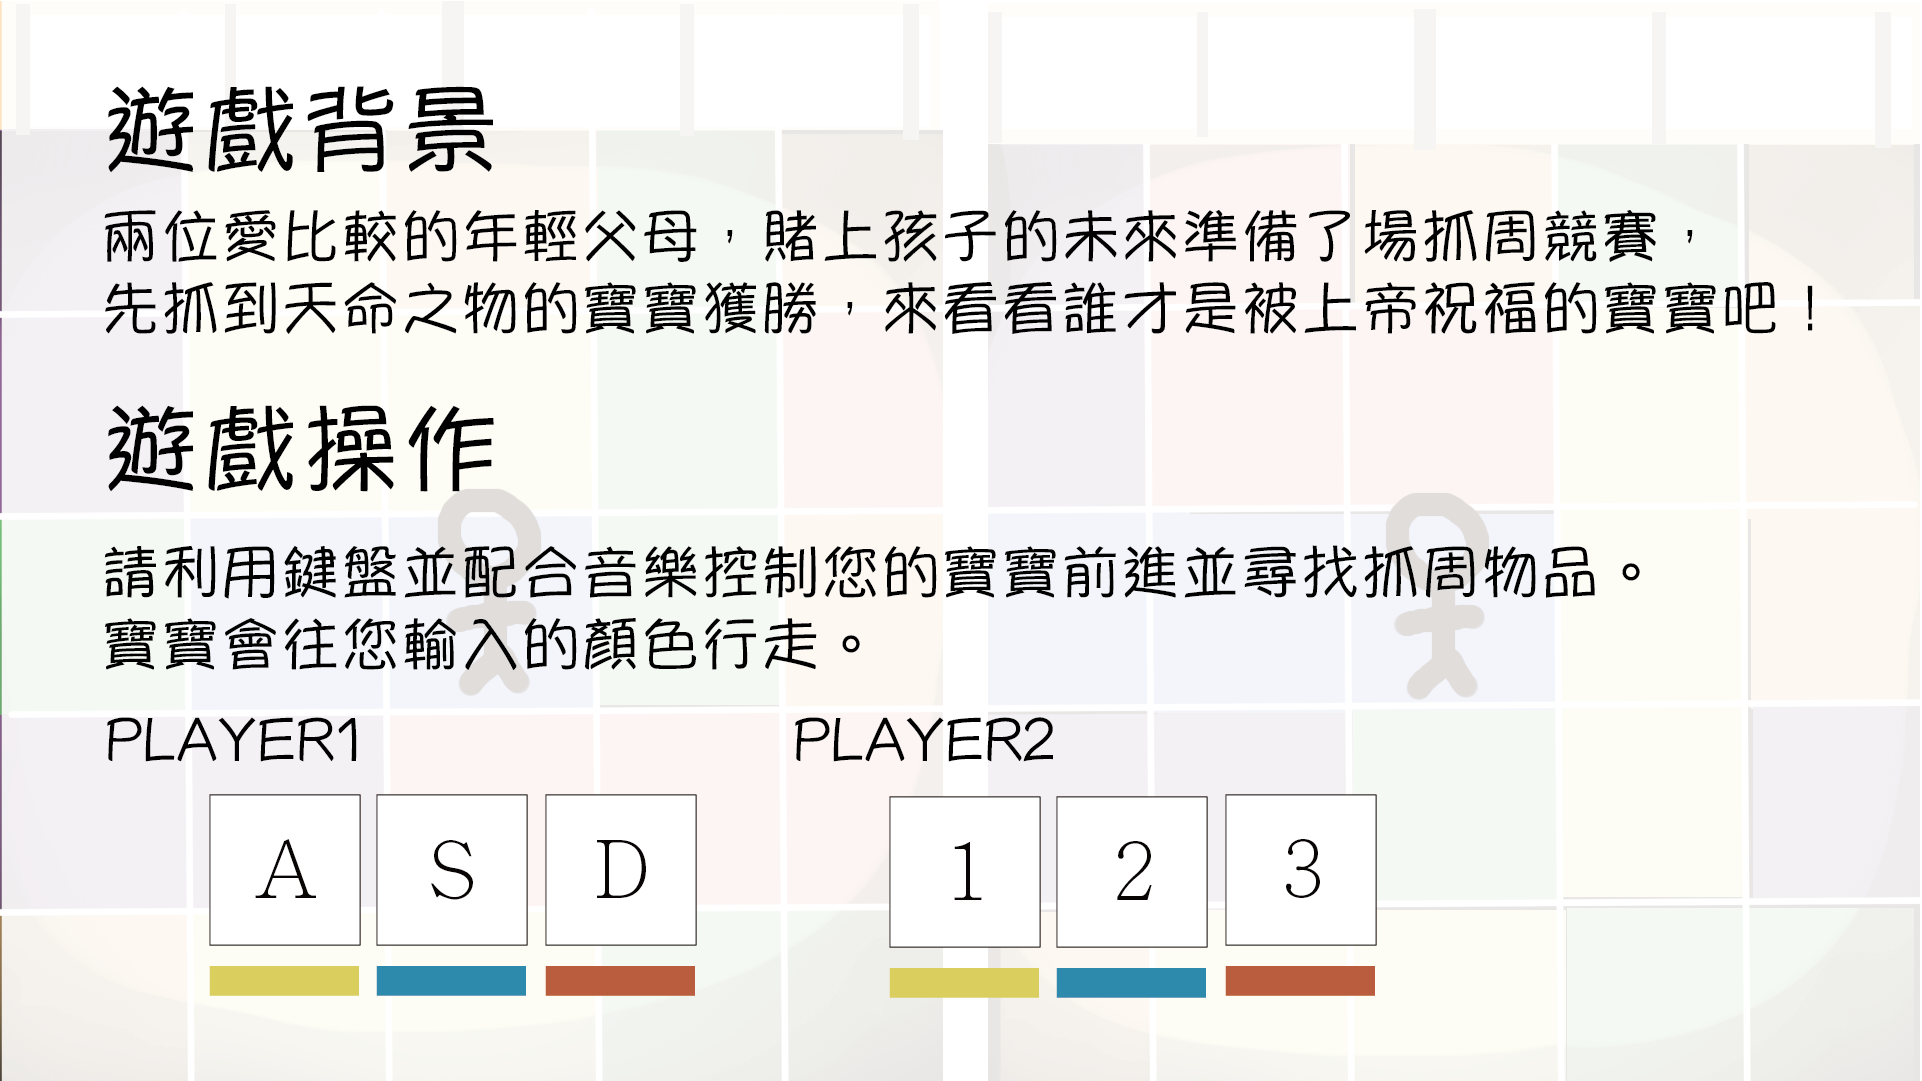 遊戲背景
兩位愛比較的年輕父母，賭上孩子的未來準備了場抓周競賽，
先抓到天命之物的寶寶獲勝，來看看誰才是被上帝祝福的寶寶吧！
遊戲操作
請利用鍵盤並配合音樂控制您的寶寶前進並尋找抓周物品。
寶寶會往您輸入的顏色行走。
PLAYER1 PLAYER2
A S D 1 2 3